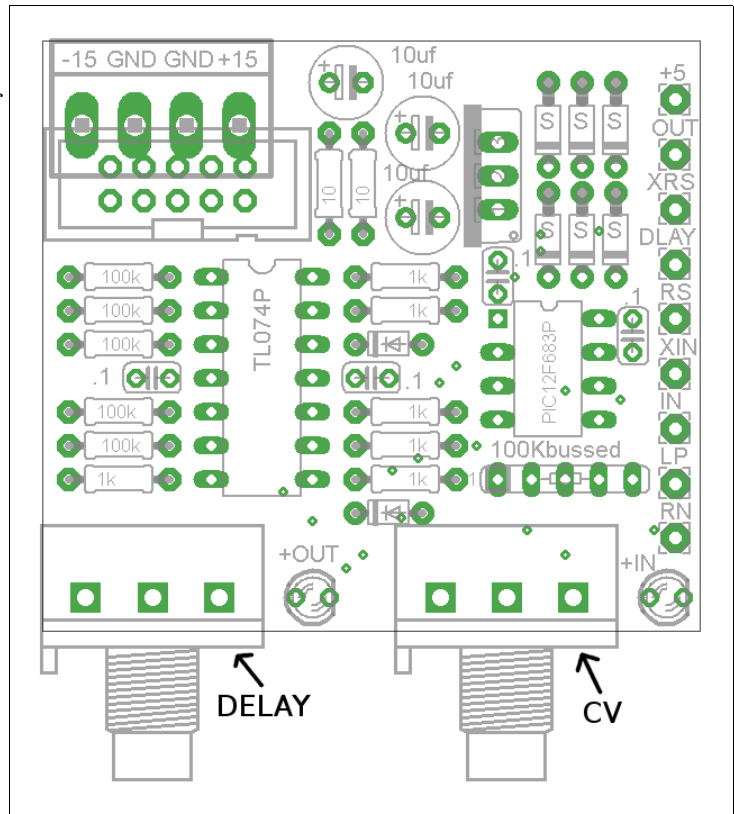 -15 GND GND +15
10uf
10uf
10uf
+5
OUT
XRS
DLAY
RS
XIN
IN
LP
RN
S S S
S S S
10 10
.1
.1
100k
100k
100k
.1
100k
100k
1k
TL074P
1k
1k
.1
1k
1k
1k
PIC12F683P
100Kbussed
1
+OUT
+IN
DELAY
CV